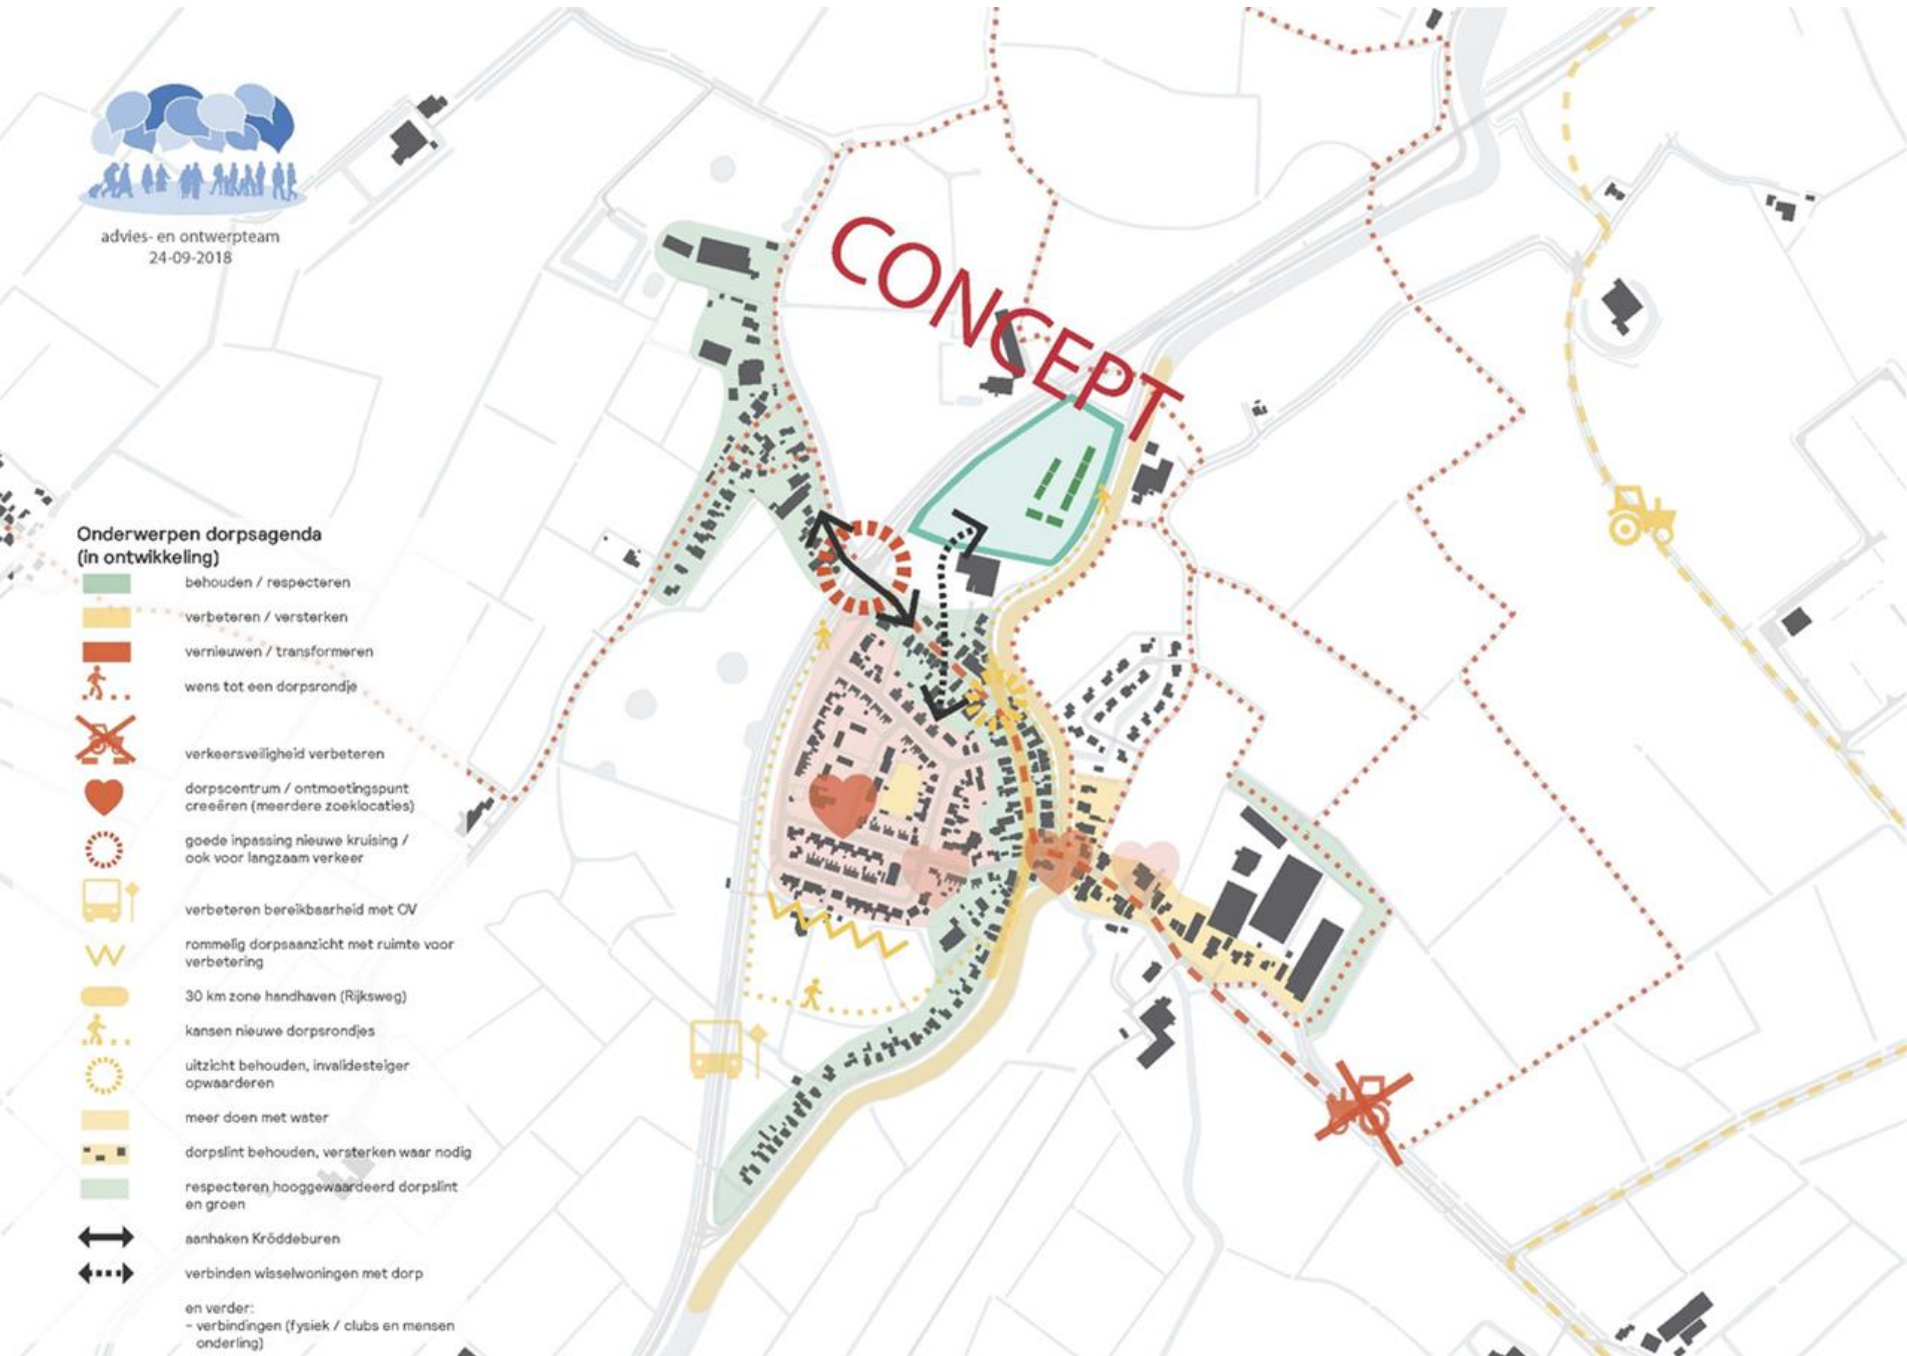 advies- en ontwerpteam
24-09-2018
CONCEPT
Onderwerpen dorpsagenda
(in ontwikkeling)
behouden / respecteren
verbeteren / versterken
vernieuwen / transformeren
wens tot een dorpsrondje
verkeersveiligheid verbeteren
dorpscentrum / ontmoetingspunt
creeëren (meerdere zoeklocaties)
goede inpassing nieuwe kruising /
ook voor langzaam verkeer
verbeteren bereikbaarheid met OV
rommelig dorpsaanzicht met ruimte voor
verbetering
30 km zone handhaven (Rijksweg)
kansen nieuwe dorpsrondjes
uitzicht behouden, invalidesteiger
opwaarderen
meer doen met water
dorpslint behouden, versterken waar nodig
respecteren hooggewaardeerd dorpslint
en groen
aanhaken Kröddeburen
verbinden wisselwoningen met dorp
en verder:
- verbindingen (fysiek / clubs en mensen
onderling)